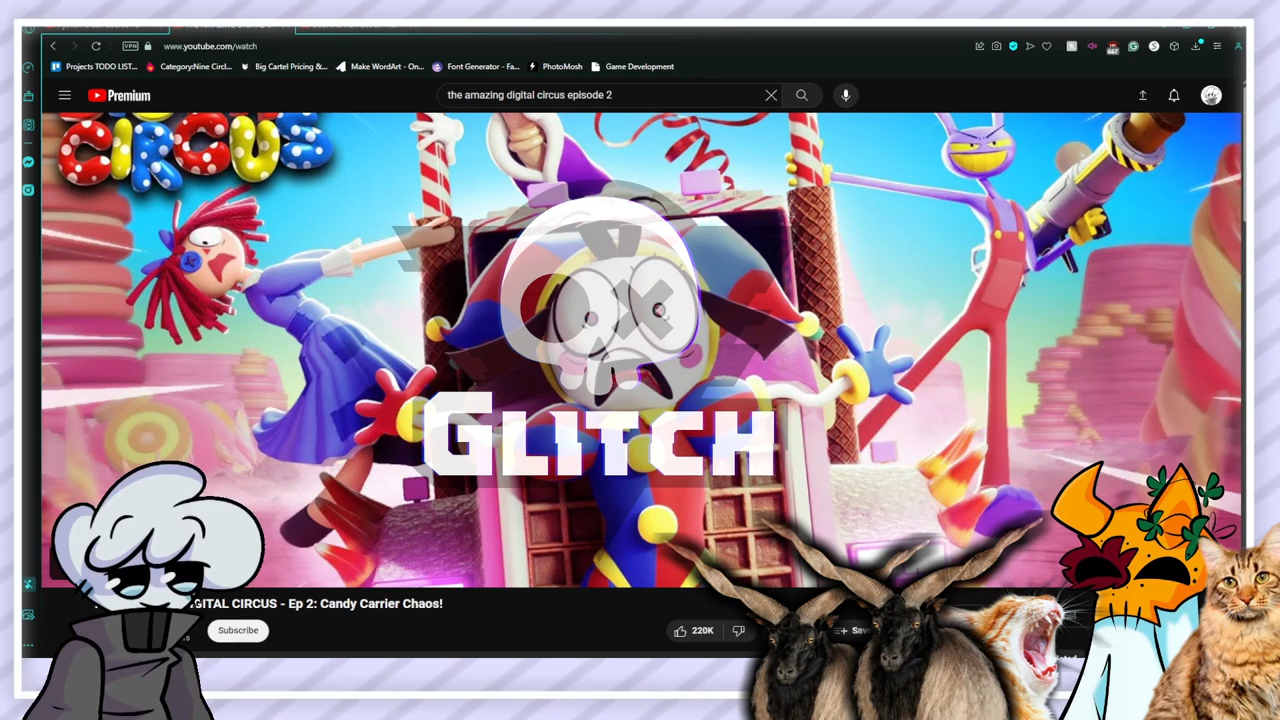 VPN
www.youtube.com/watch
Projects TODO LIST...
Category:Nine Circl...
Big Cartel Pricing &...
Make WordArt - On...
Font Generator - Fa...
PhotoMosh
Game Development
Premium
the amazing digital circus episode 2
CIRCUS
GLITCH
GITAL CIRCUS - Ep 2: Candy Carrier Chaos!
Subscribe
220K
Sav